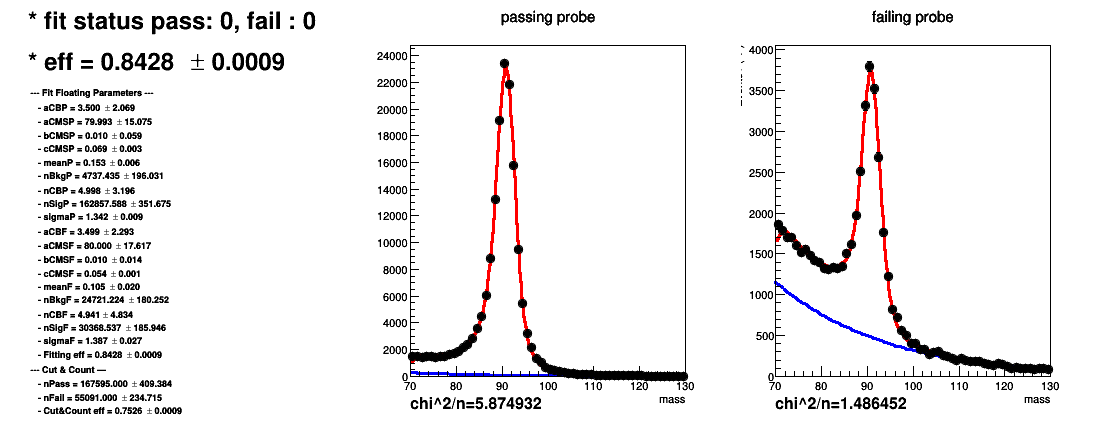 * fit status pass: 0, fail : 0
* eff = 0.8428 ± 0.0009
--- Fit Floating Parameters ---
- aCBP = 3.500 ± 2.069
- aCMSP = 79.993 ± 15.075
- bCMSP = 0.010 ± 0.059
- cCMSP = 0.069 ± 0.003
- meanP = 0.153 ± 0.006
- nBkgP = 4737.435 ± 196.031
- nCBP = 4.998 ± 3.196
- nSigP = 162857.588 ± 351.675
- sigmaP = 1.342 ± 0.009
- aCBF = 3.499 ± 2.293
- aCMSF = 80.000 ± 17.617
- bCMSF = 0.010 ± 0.014
- cCMSF = 0.054 ± 0.001
- meanF = 0.105 ± 0.020
- nBkgF = 24721.224 ± 180.252
- nCBF = 4.941 ± 4.834
- nSigF = 30368.537 ± 185.946
- sigmaF = 1.387 ± 0.027
- Fitting eff = 0.8428 ± 0.0009
--- Cut & Count ---
- nPass = 167595.000 ± 409.384
- nFail = 55091.000 ± 234.715
- Cut&Count eff = 0.7526 ± 0.0009
passing probe
24000
22000
20000
18000
16000
14000
12000
10000
8000
6000
4000
2000
0
70 80 90 100 110 120 130
mass
chi^2/n=5.874932
failing probe
4000
3500
3000
2500
2000
1500
1000
500
0
70 80 90 100 110 120 130
mass
chi^2/n=1.486452